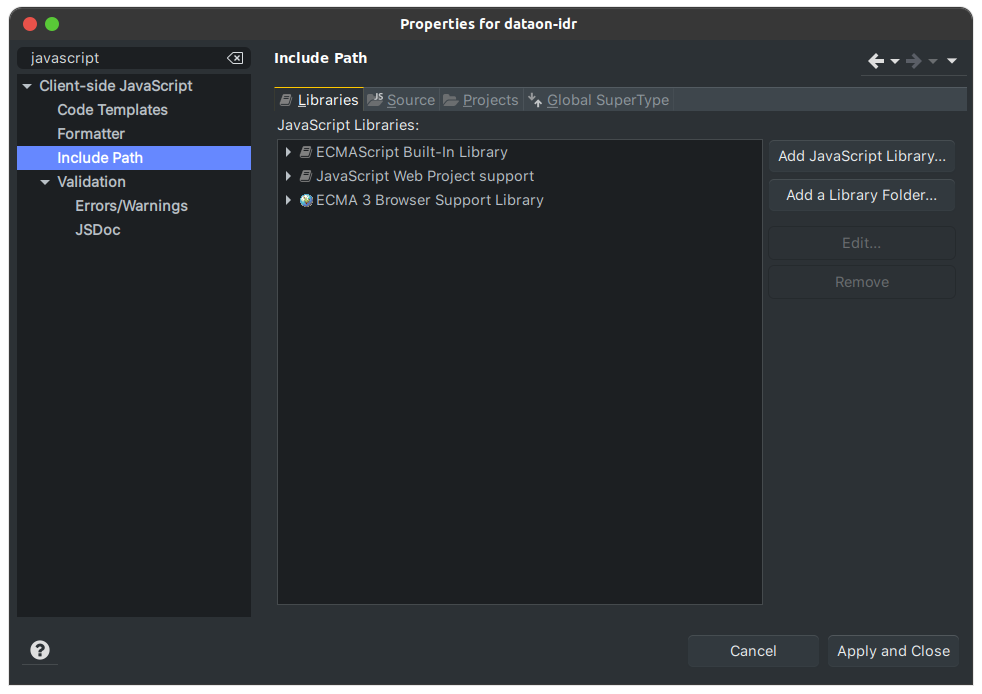 Properties for dataon-idr
javascript
Client-side JavaScript
Code Templates
Formatter
Include Path
Validation
Errors/Warnings
JSDoc
Include Path
Libraries Source Projects Global SuperType
JavaScript Libraries:
ECMAScript Built-In Library
JavaScript Web Project support
ECMA 3 Browser Support Library
Add JavaScript Library...
Add a Library Folder...
Edit...
Remove
?
Cancel
Apply and Close